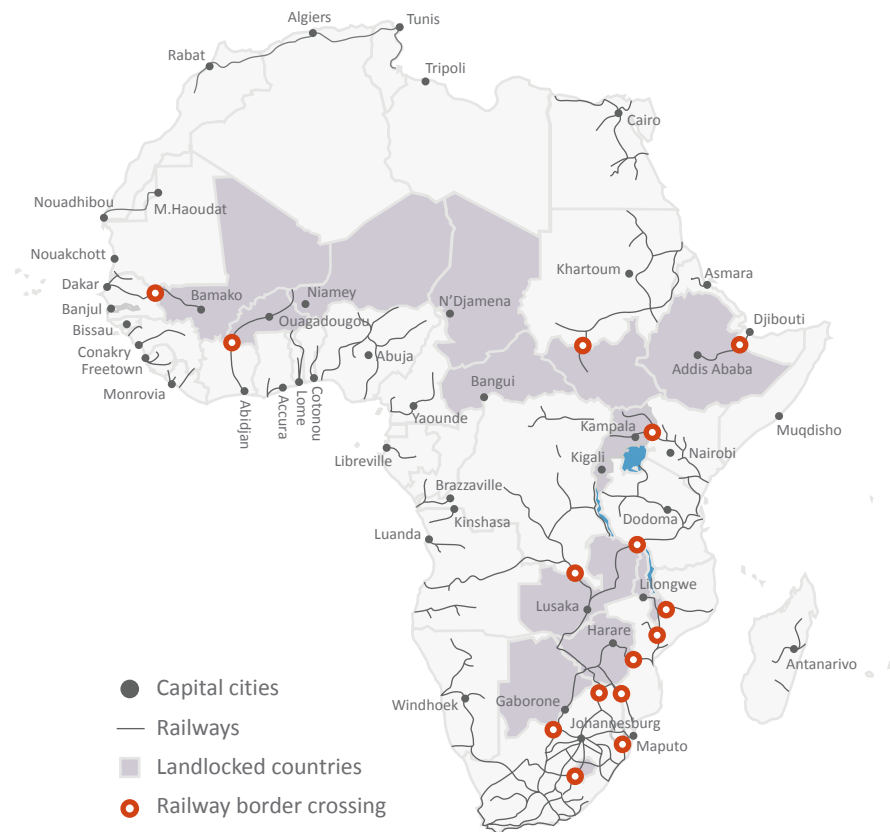 Algiers
Tunis
Rabat
Tripoli
Cairo
Nouadhibou
M.Haoudat
Nouakchott
Khartoum
Asmara
Dakar
Bamako
Niamey
N'Djamena
Banjul
Ouagadougou
Djibouti
Bissau
Abuja
Addis Ababa
Conakry
Freetown
Bangui
Monrovia
Abidjan
Accura
Lome
Cotonou
Yaounde
Kampala
Muqdisho
Libreville
Kigali
Nairobi
Brazzaville
Kinshasa
Dodoma
Luanda
Lilongwe
Lusaka
Harare
Antanarivo
Windhoek
Gaborone
Johannesburg
Maputo
Capital cities
Railways
Landlocked countries
Railway border crossing